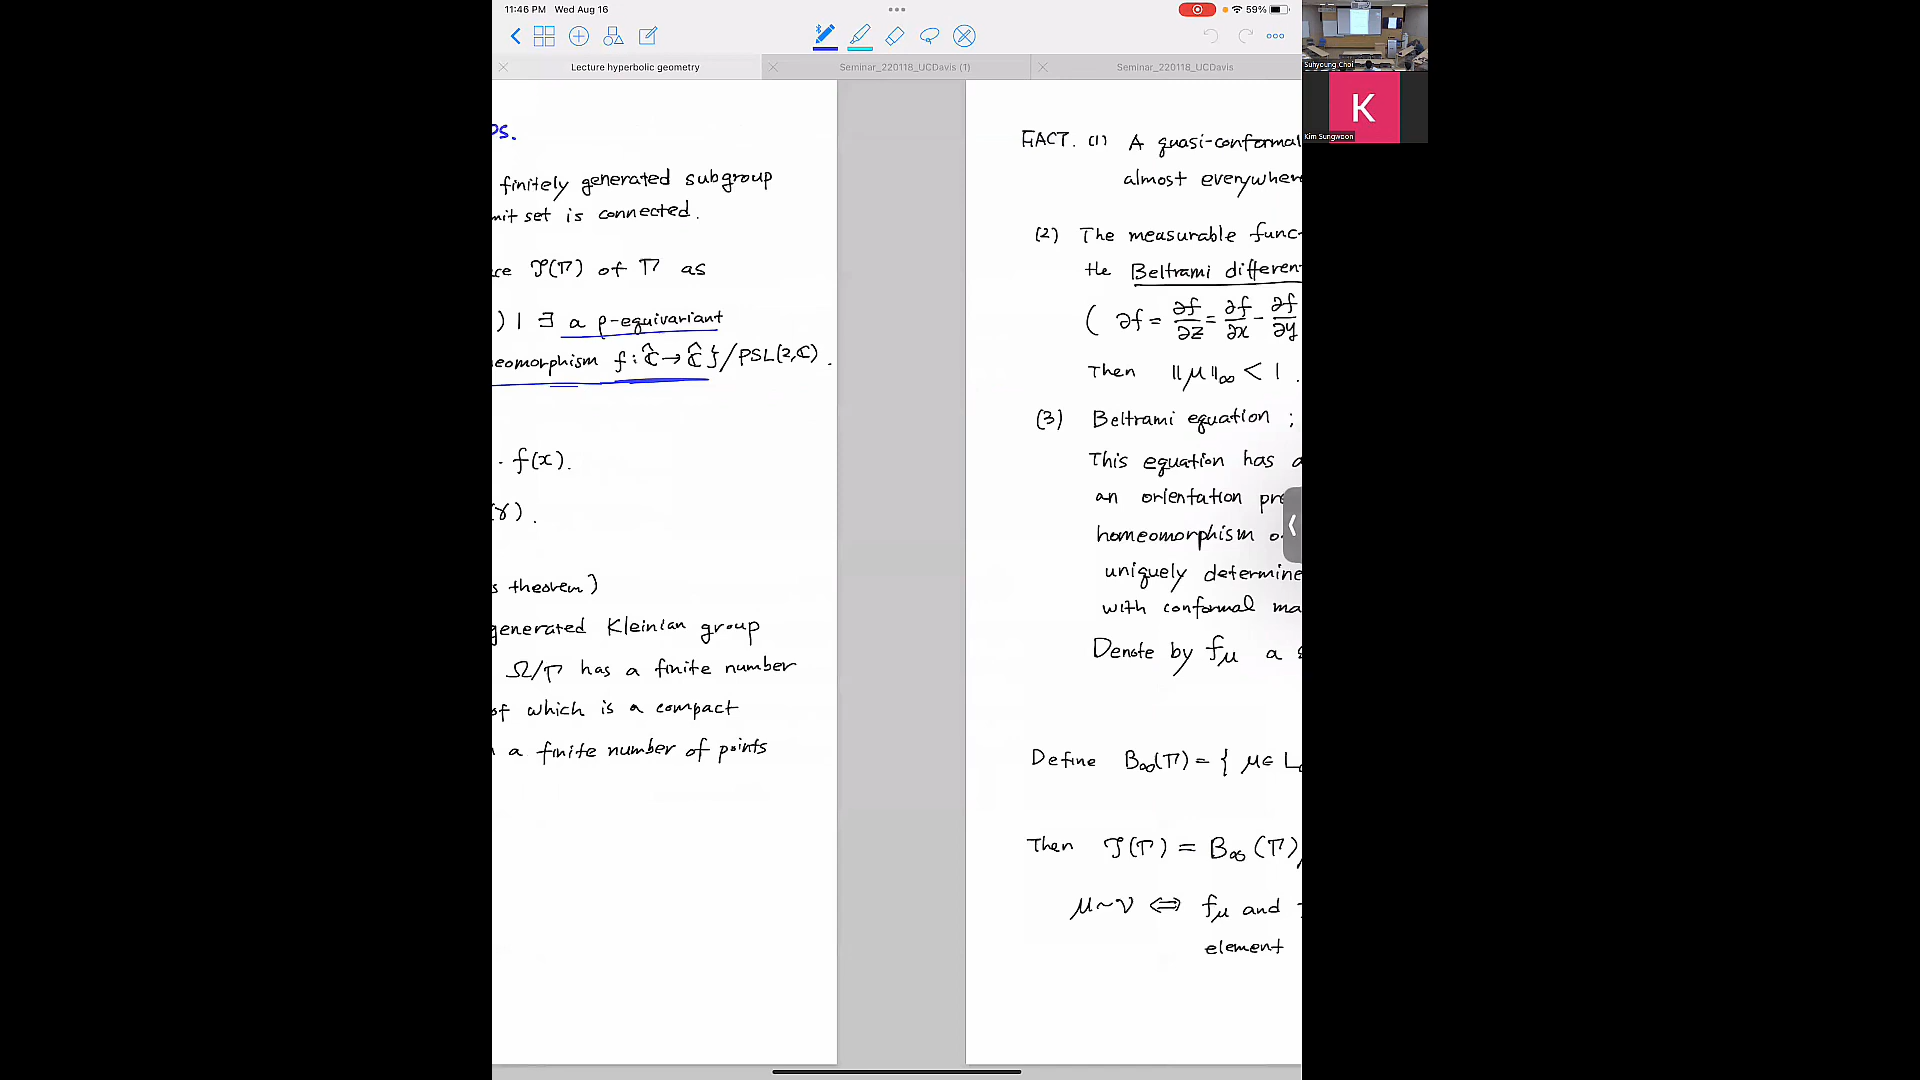 11:46 PM Wed Aug 16
59%
Lecture hyperbolic geometry
Seminar_220118_UCDavis (1)
Seminar_220118_UCDavis
Suhyoung Choi
K
Kim Sungwoon
ps.
finitely generated subgroup
mit set is connected.
ce 𝒯(Γ) of Γ as
) | ∃ a ρ-equivariant
eomorphism f : Ĉ → Ĉ } / PSL(2,ℂ) .
. f(x).
(γ) .
s theorem)
generated Kleinian group
Ω/Γ has a finite number
of which is a compact
a finite number of points
FACT. (1) A quasi-conformal
almost everywhere
(2) The measurable func
the Beltrami differen
( ∂f = ∂f/∂z = ∂f/∂x - ∂f/∂y
Then ||μ||∞ < 1 .
(3) Beltrami equation ;
This equation has a
an orientation pre
homeomorphism o
uniquely determine
with conformal ma
Denote by fμ a
Define B∞(Γ) = { μ ∈ L
Then 𝒯(Γ) = B∞(Γ)/
μ ~ ν ⇔ fμ and
element